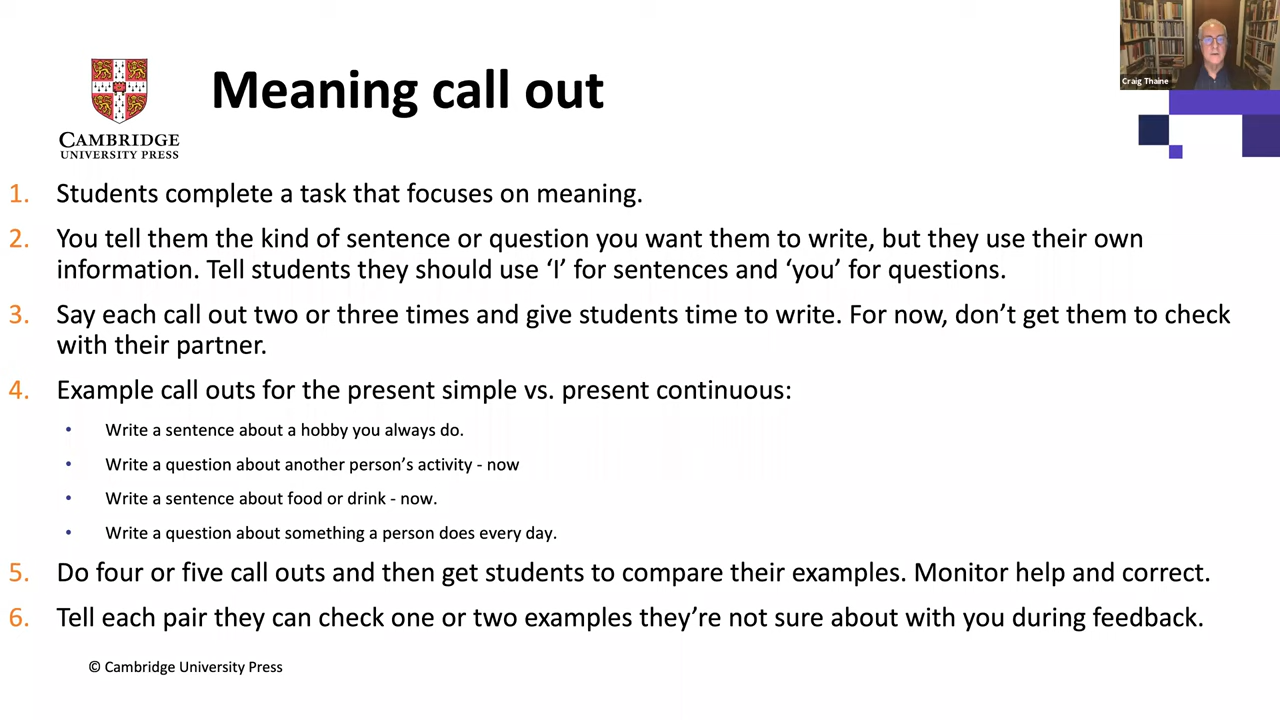 Craig Thaine
Meaning call out
CAMBRIDGE
UNIVERSITY PRESS
1. Students complete a task that focuses on meaning.
2. You tell them the kind of sentence or question you want them to write, but they use their own
information. Tell students they should use ‘I’ for sentences and ‘you’ for questions.
3. Say each call out two or three times and give students time to write. For now, don’t get them to check
with their partner.
4. Example call outs for the present simple vs. present continuous:
• Write a sentence about a hobby you always do.
• Write a question about another person’s activity - now
• Write a sentence about food or drink - now.
• Write a question about something a person does every day.
5. Do four or five call outs and then get students to compare their examples. Monitor help and correct.
6. Tell each pair they can check one or two examples they’re not sure about with you during feedback.
© Cambridge University Press